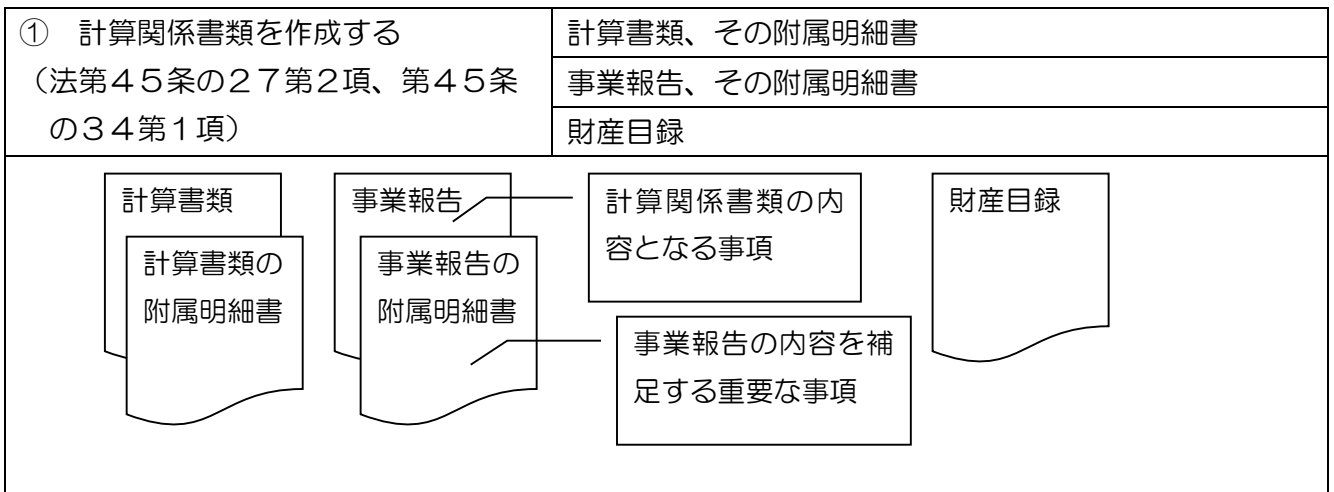 ① 計算関係書類を作成する
（法第４５条の２７第２項、第４５条
の３４第１項）
計算書類、その附属明細書
事業報告、その附属明細書
財産目録
計算書類
計算書類の
附属明細書
事業報告
事業報告の
附属明細書
計算関係書類の内
容となる事項
事業報告の内容を補
足する重要な事項
財産目録